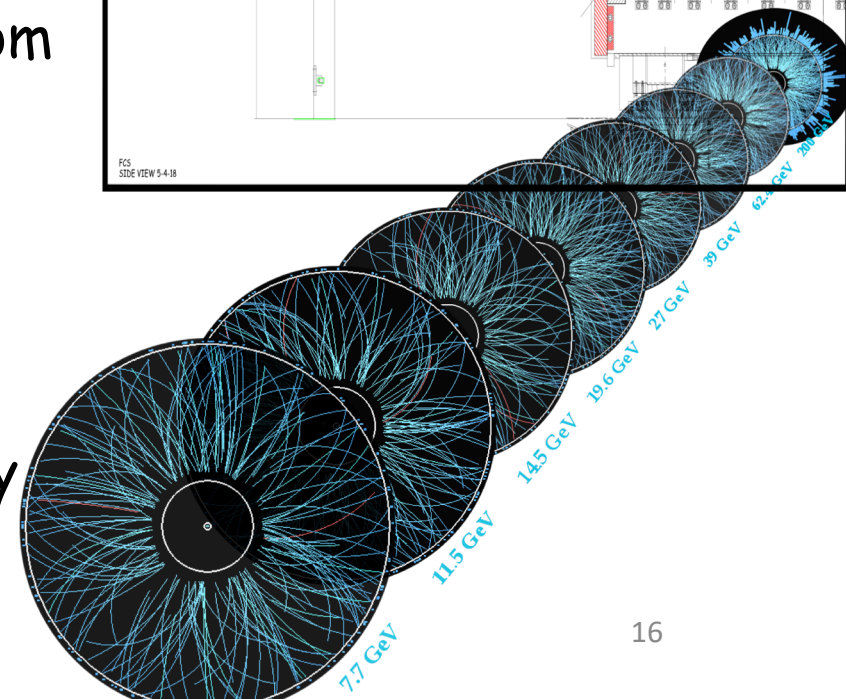 om
FCS
SIDE VIEW 5-4-18
200 GeV
62.4 GeV
39 GeV
27 GeV
19.6 GeV
14.5 GeV
y
11.5 GeV
16
7.7 GeV